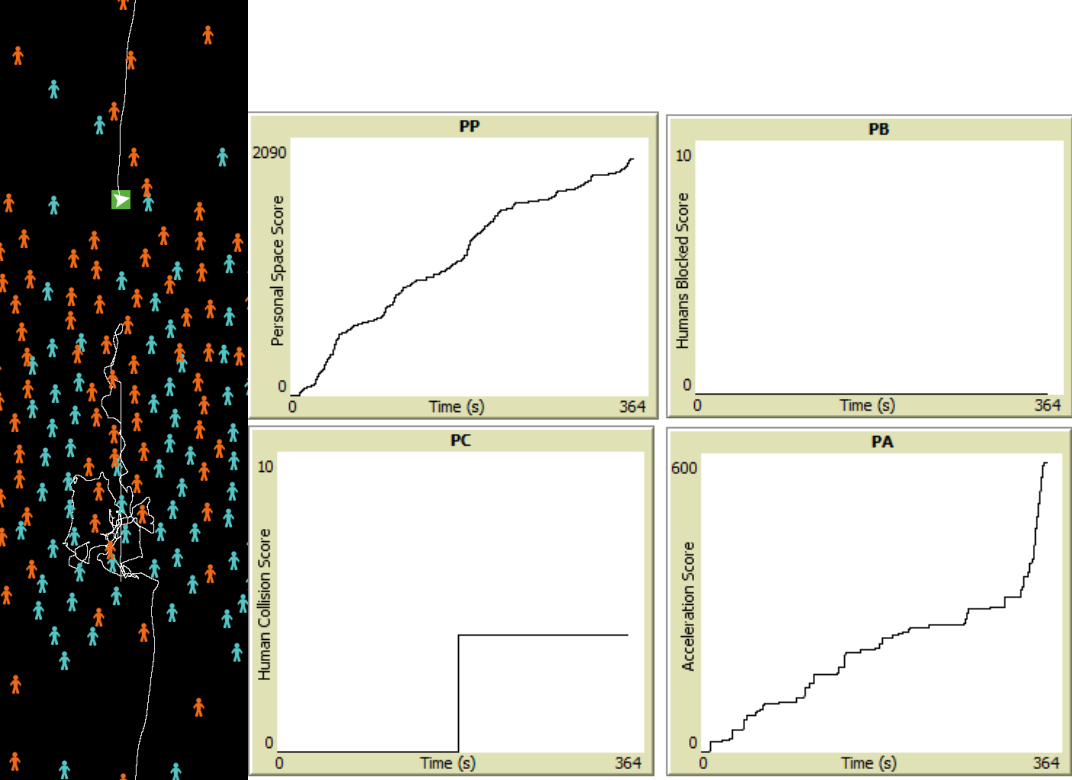 PP
2090
Personal Space Score
0
0
Time (s)
364
PB
10
Humans Blocked Score
0
0
Time (s)
364
PC
10
Human Collision Score
0
0
Time (s)
364
PA
600
Acceleration Score
0
0
Time (s)
364